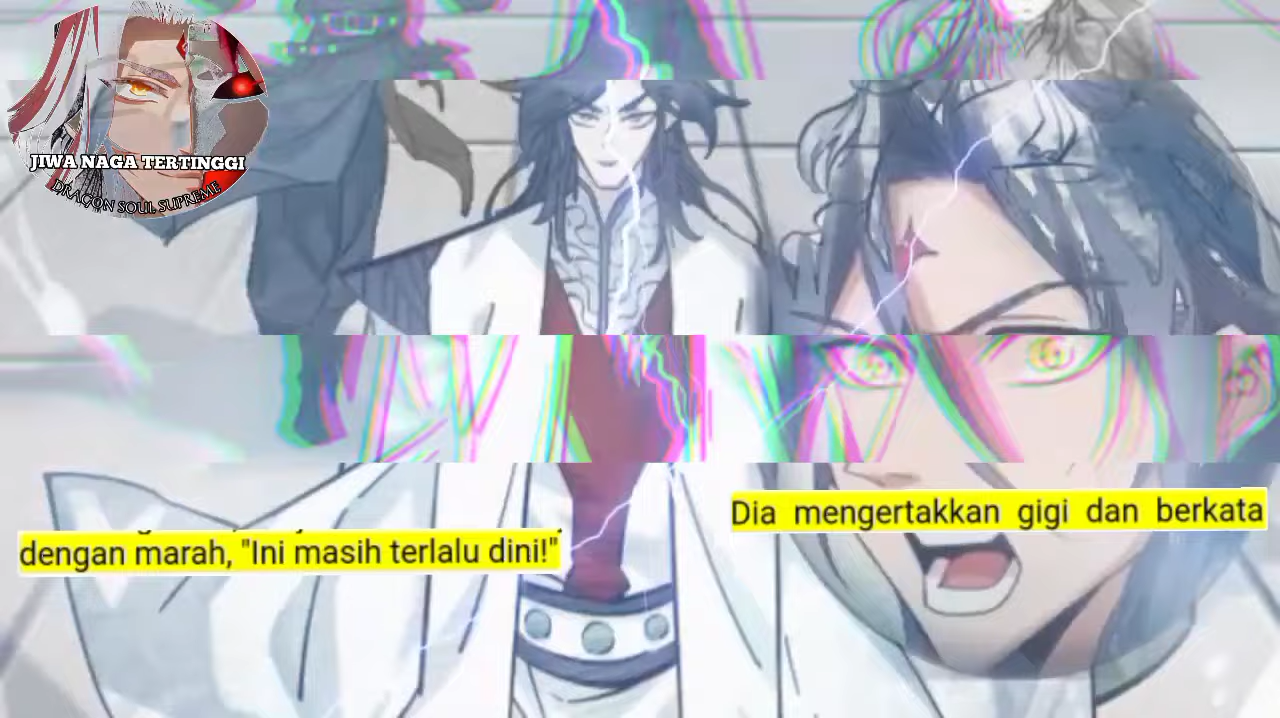 JIWA NAGA TERTINGGI
DRAGON SOUL SUPREME
Dia mengertakkan gigi dan berkata
dengan marah, "Ini masih terlalu dini!"